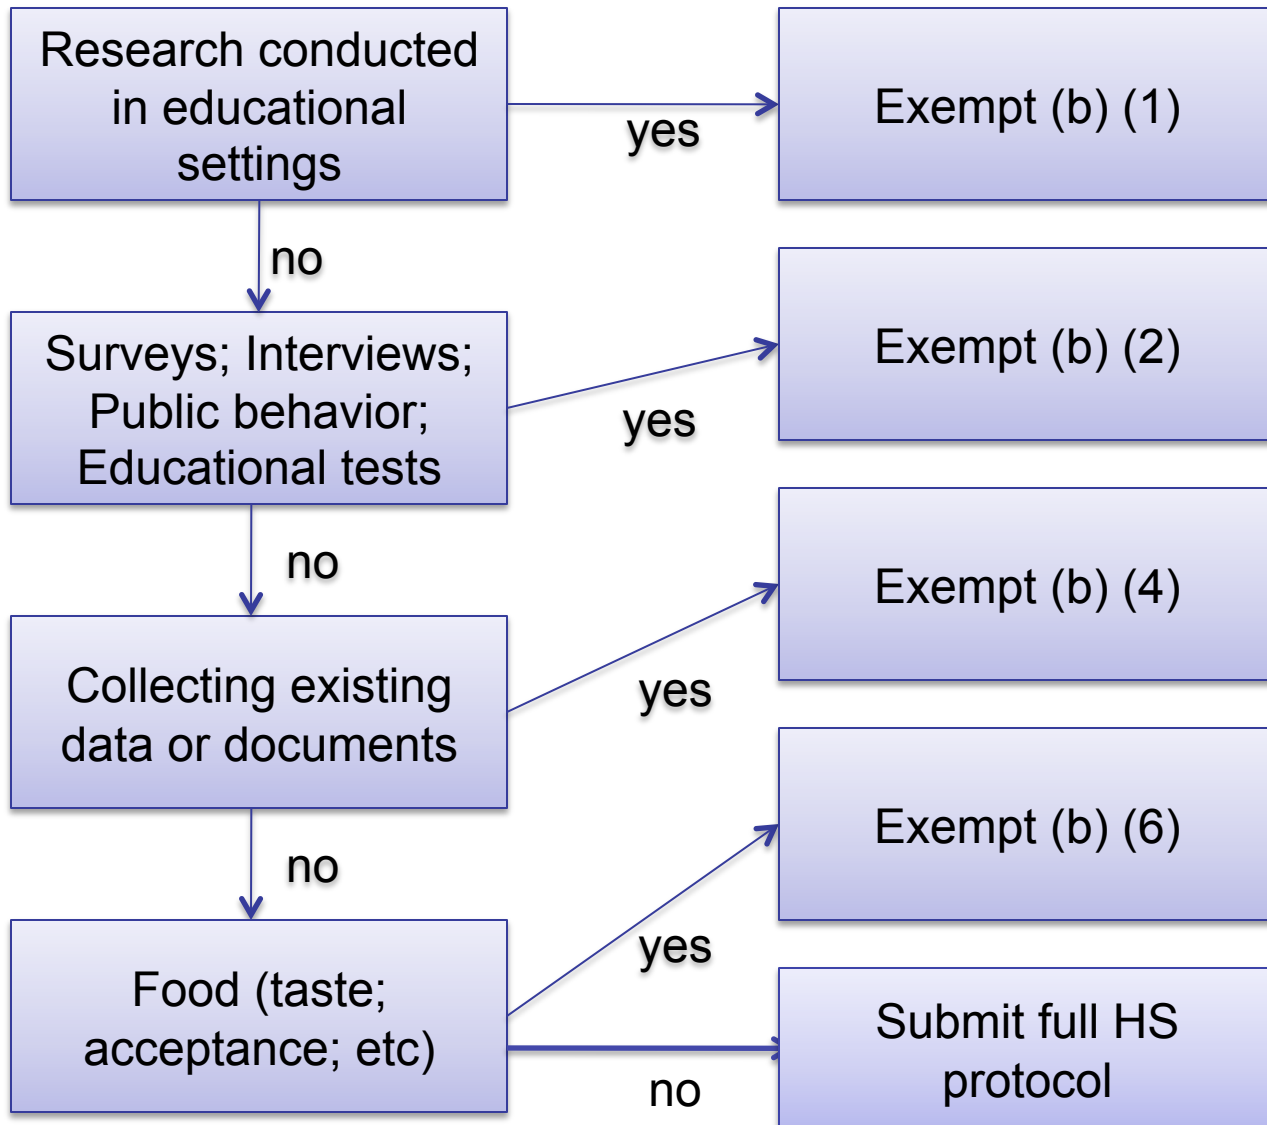 Research conducted
in educational
settings
yes
Exempt (b) (1)
no
Surveys; Interviews;
Public behavior;
Educational tests
yes
Exempt (b) (2)
no
Collecting existing
data or documents
yes
Exempt (b) (4)
no
Food (taste;
acceptance; etc)
yes
Exempt (b) (6)
no
Submit full HS
protocol